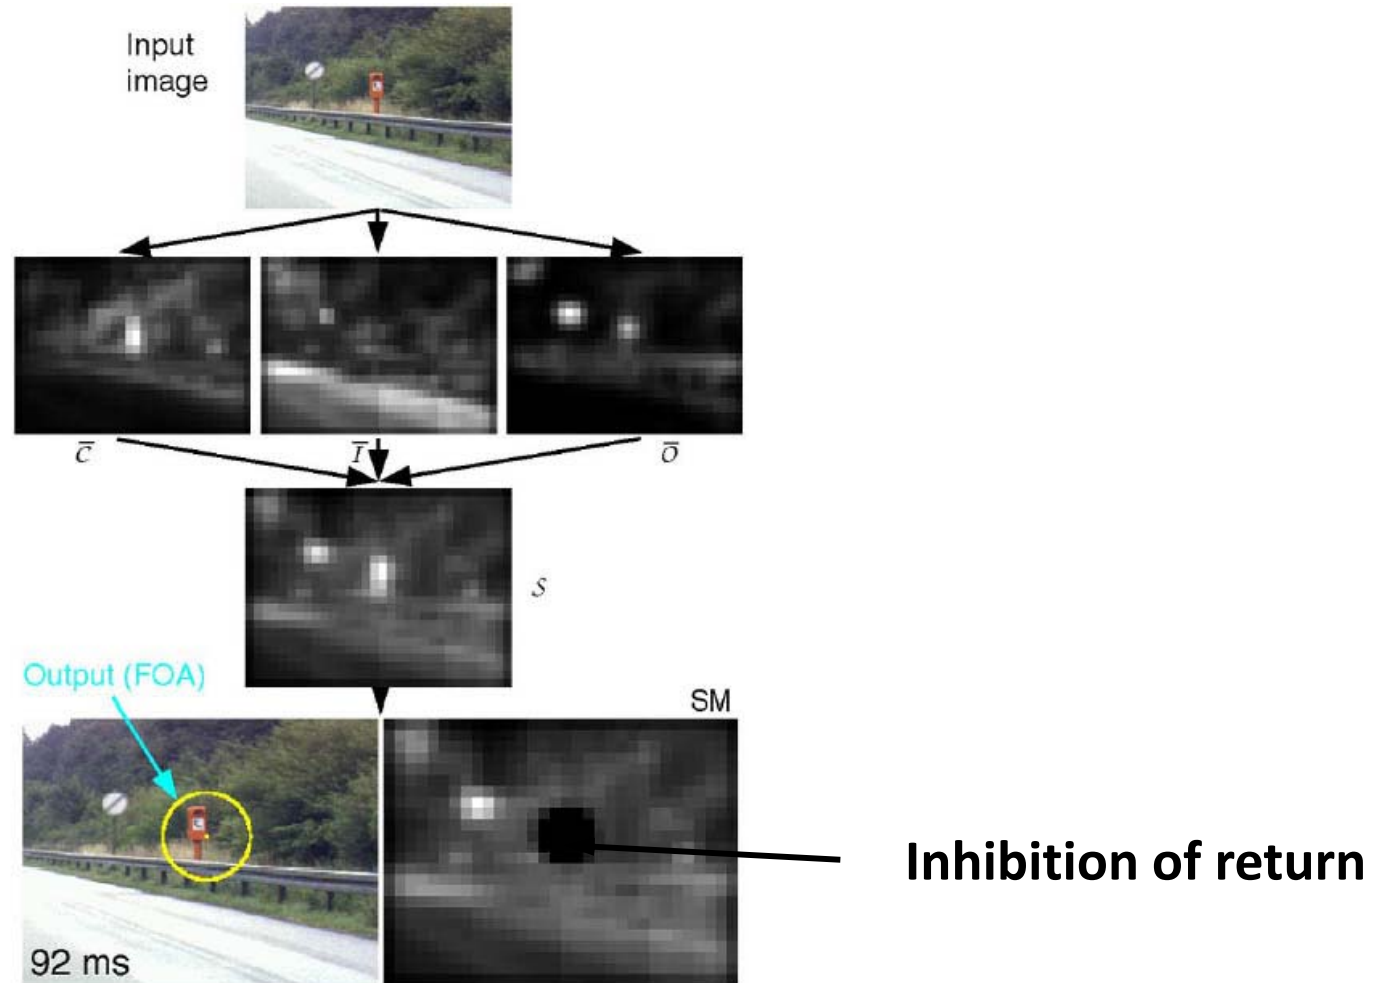 Input
image
C̅
I̅
O̅
S
Output (FOA)
SM
92 ms
Inhibition of return